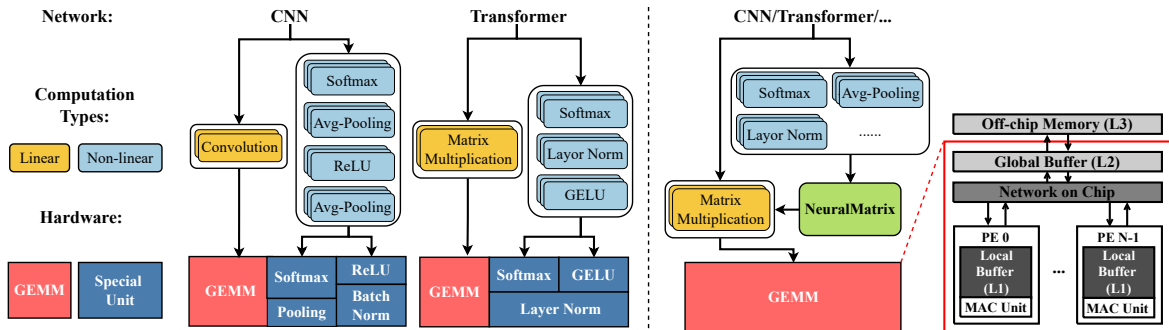 Network:
CNN
Transformer
CNN/Transformer/...
Computation
Types:
Linear
Non-linear
Hardware:
GEMM
Special
Unit
Convolution
Softmax
Avg-Pooling
ReLU
Avg-Pooling
GEMM
Softmax
Pooling
ReLU
Batch
Norm
Matrix
Multiplication
Softmax
Layor Norm
GELU
GEMM
Softmax
GELU
Layer Norm
Softmax
Avg-Pooling
Layor Norm
......
Matrix
Multiplication
NeuralMatrix
GEMM
Off-chip Memory (L3)
Global Buffer (L2)
Network on Chip
PE 0
Local
Buffer
(L1)
MAC Unit
...
PE N-1
Local
Buffer
(L1)
MAC Unit